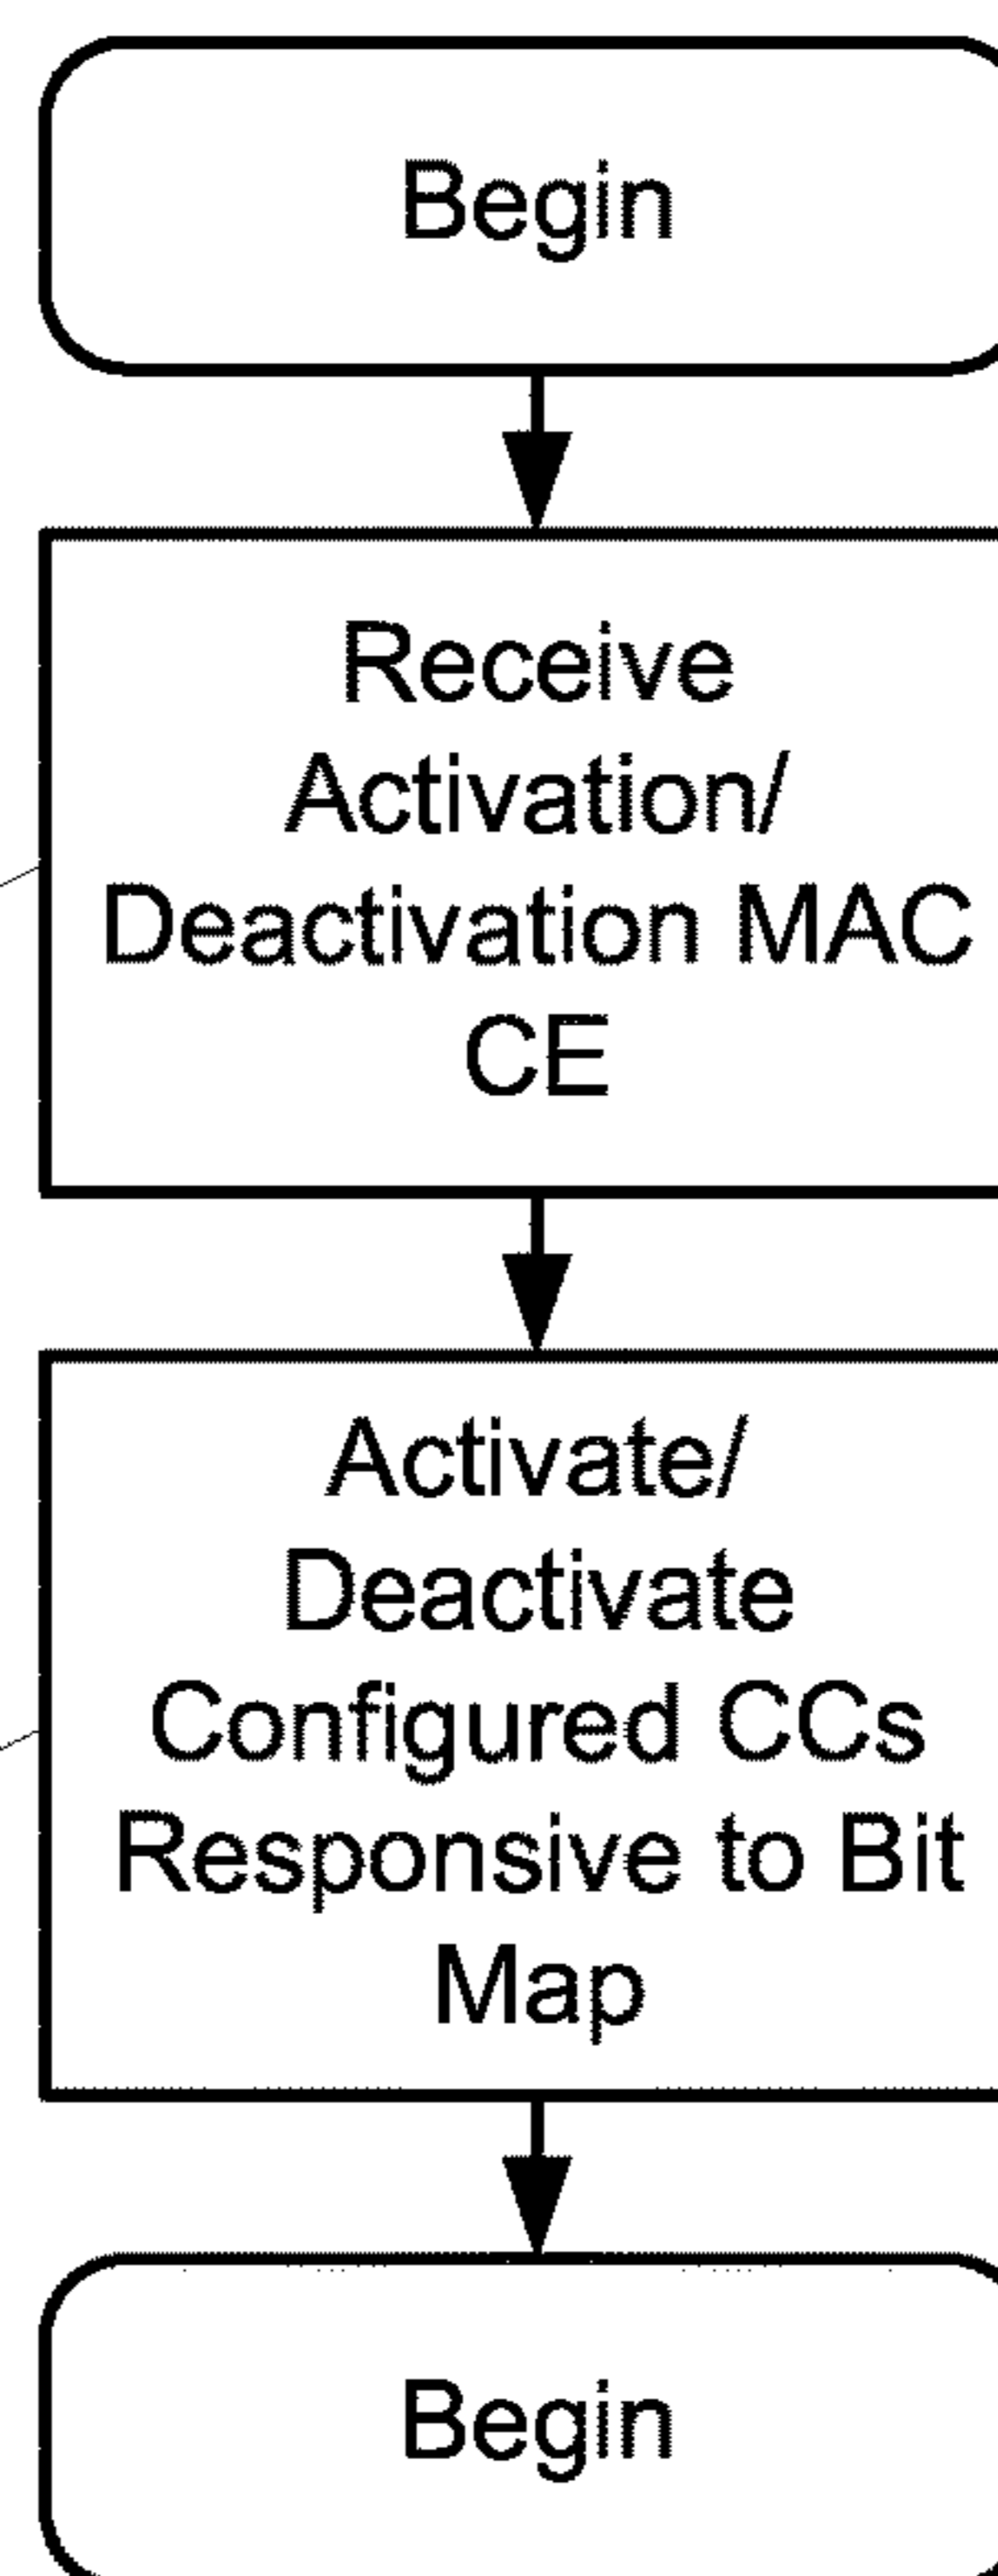 Begin
Receive
Activation/
Deactivation MAC
CE
Activate/
Deactivate
Configured CCs
Responsive to Bit
Map
Begin